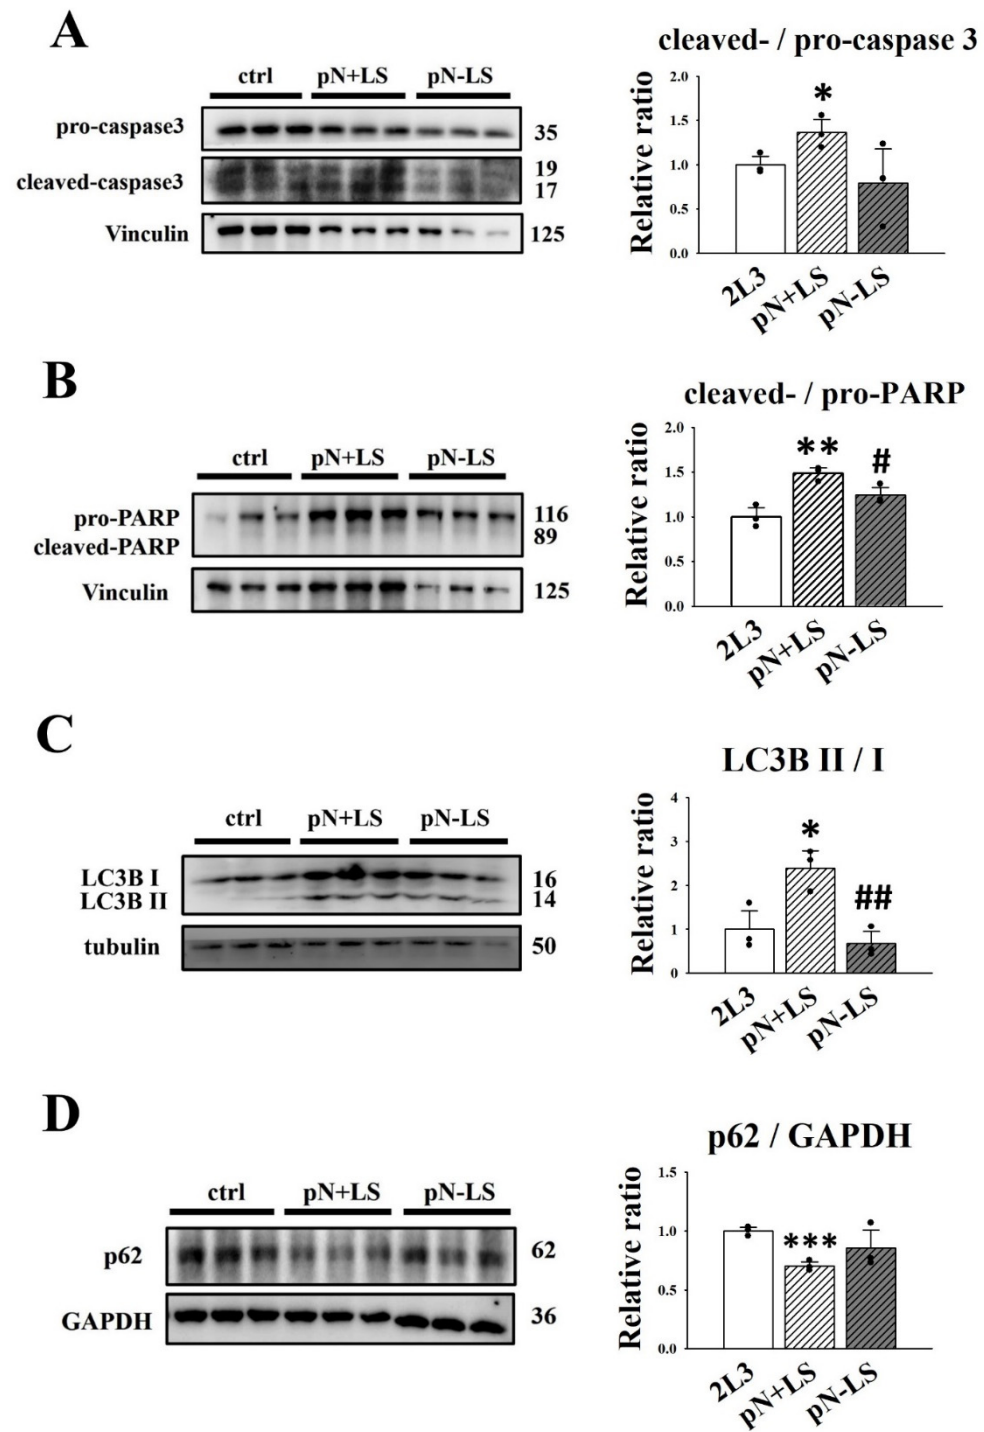 A
ctrl pN+LS pN-LS
pro-caspase3 35
cleaved-caspase3 19
17
Vinculin 125
cleaved- / pro-caspase 3
Relative ratio
2.0
1.5
1.0
0.5
0.0
*
2L3 pN+LS pN-LS
B
ctrl pN+LS pN-LS
pro-PARP 116
cleaved-PARP 89
Vinculin 125
cleaved- / pro-PARP
Relative ratio
2.0
1.5
1.0
0.5
0.0
** #
2L3 pN+LS pN-LS
C
ctrl pN+LS pN-LS
LC3B I 16
LC3B II 14
tubulin 50
LC3B II / I
Relative ratio
4
3
2
1
0
* ##
2L3 pN+LS pN-LS
D
ctrl pN+LS pN-LS
p62 62
GAPDH 36
p62 / GAPDH
Relative ratio
1.5
1.0
0.5
0.0
***
2L3 pN+LS pN-LS